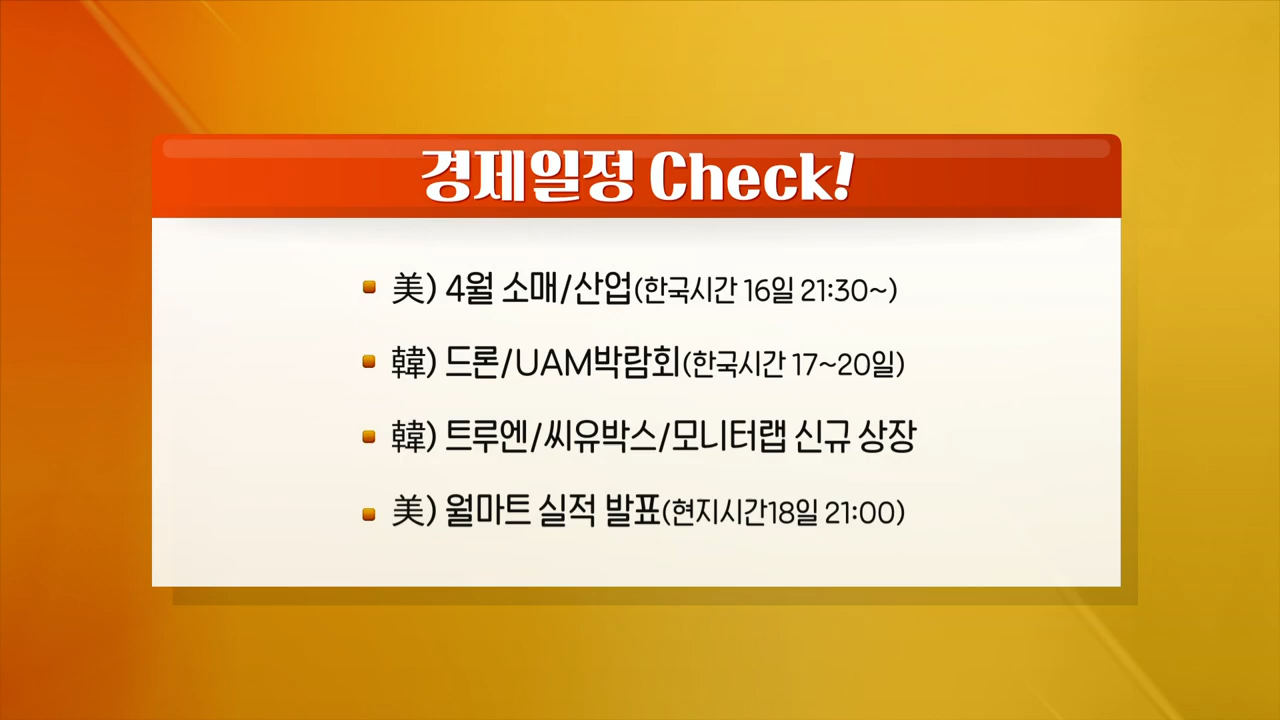 경제일정 Check!
美) 4월 소매/산업(한국시간 16일 21:30~)
韓) 드론/UAM박람회(한국시간 17~20일)
韓) 트루엔/씨유박스/모니터랩 신규 상장
美) 월마트 실적 발표(현지시간18일 21:00)